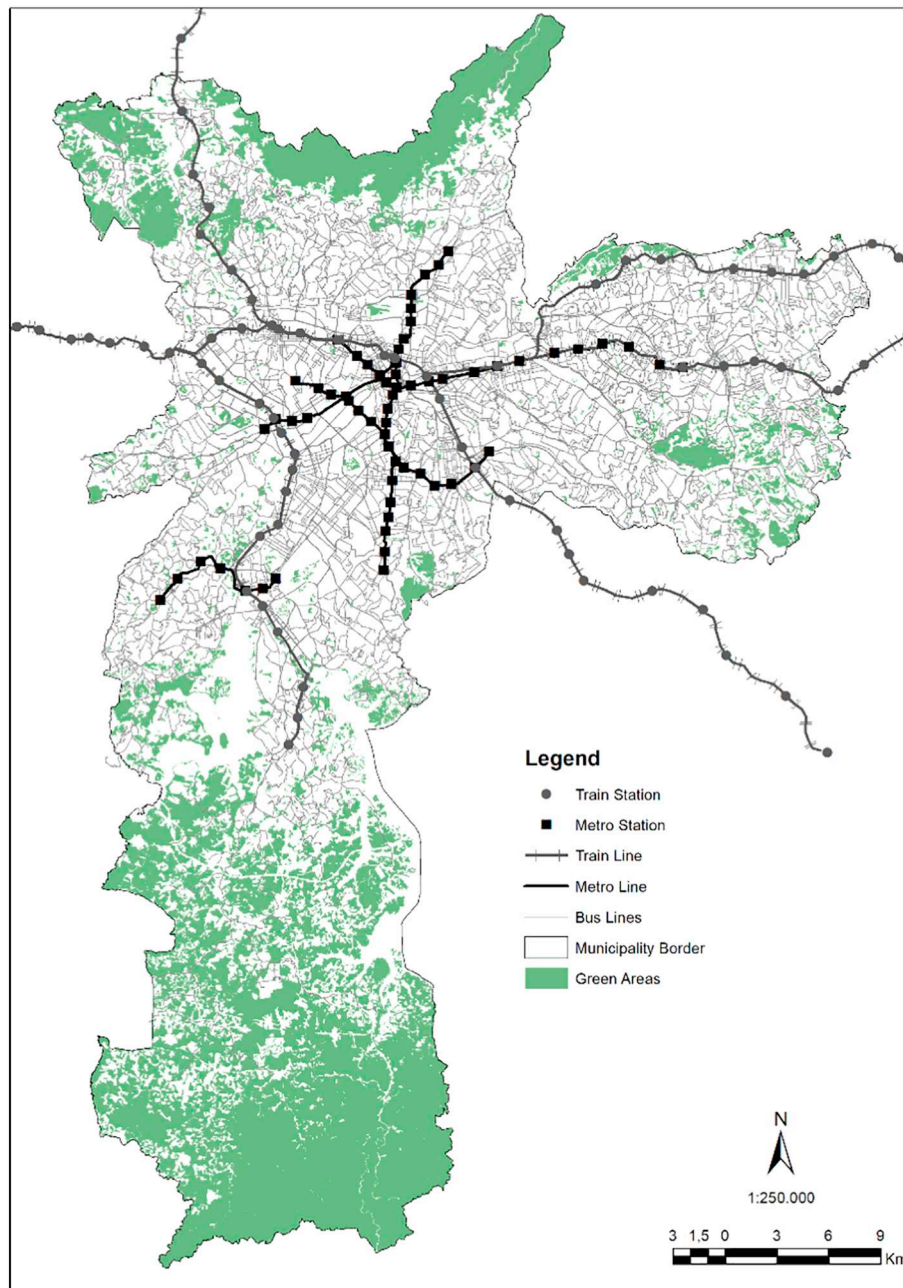 Legend
Train Station
Metro Station
Train Line
Metro Line
Bus Lines
Municipality Border
Green Areas
N
1:250.000
3 1,5 0 3 6 9
Km